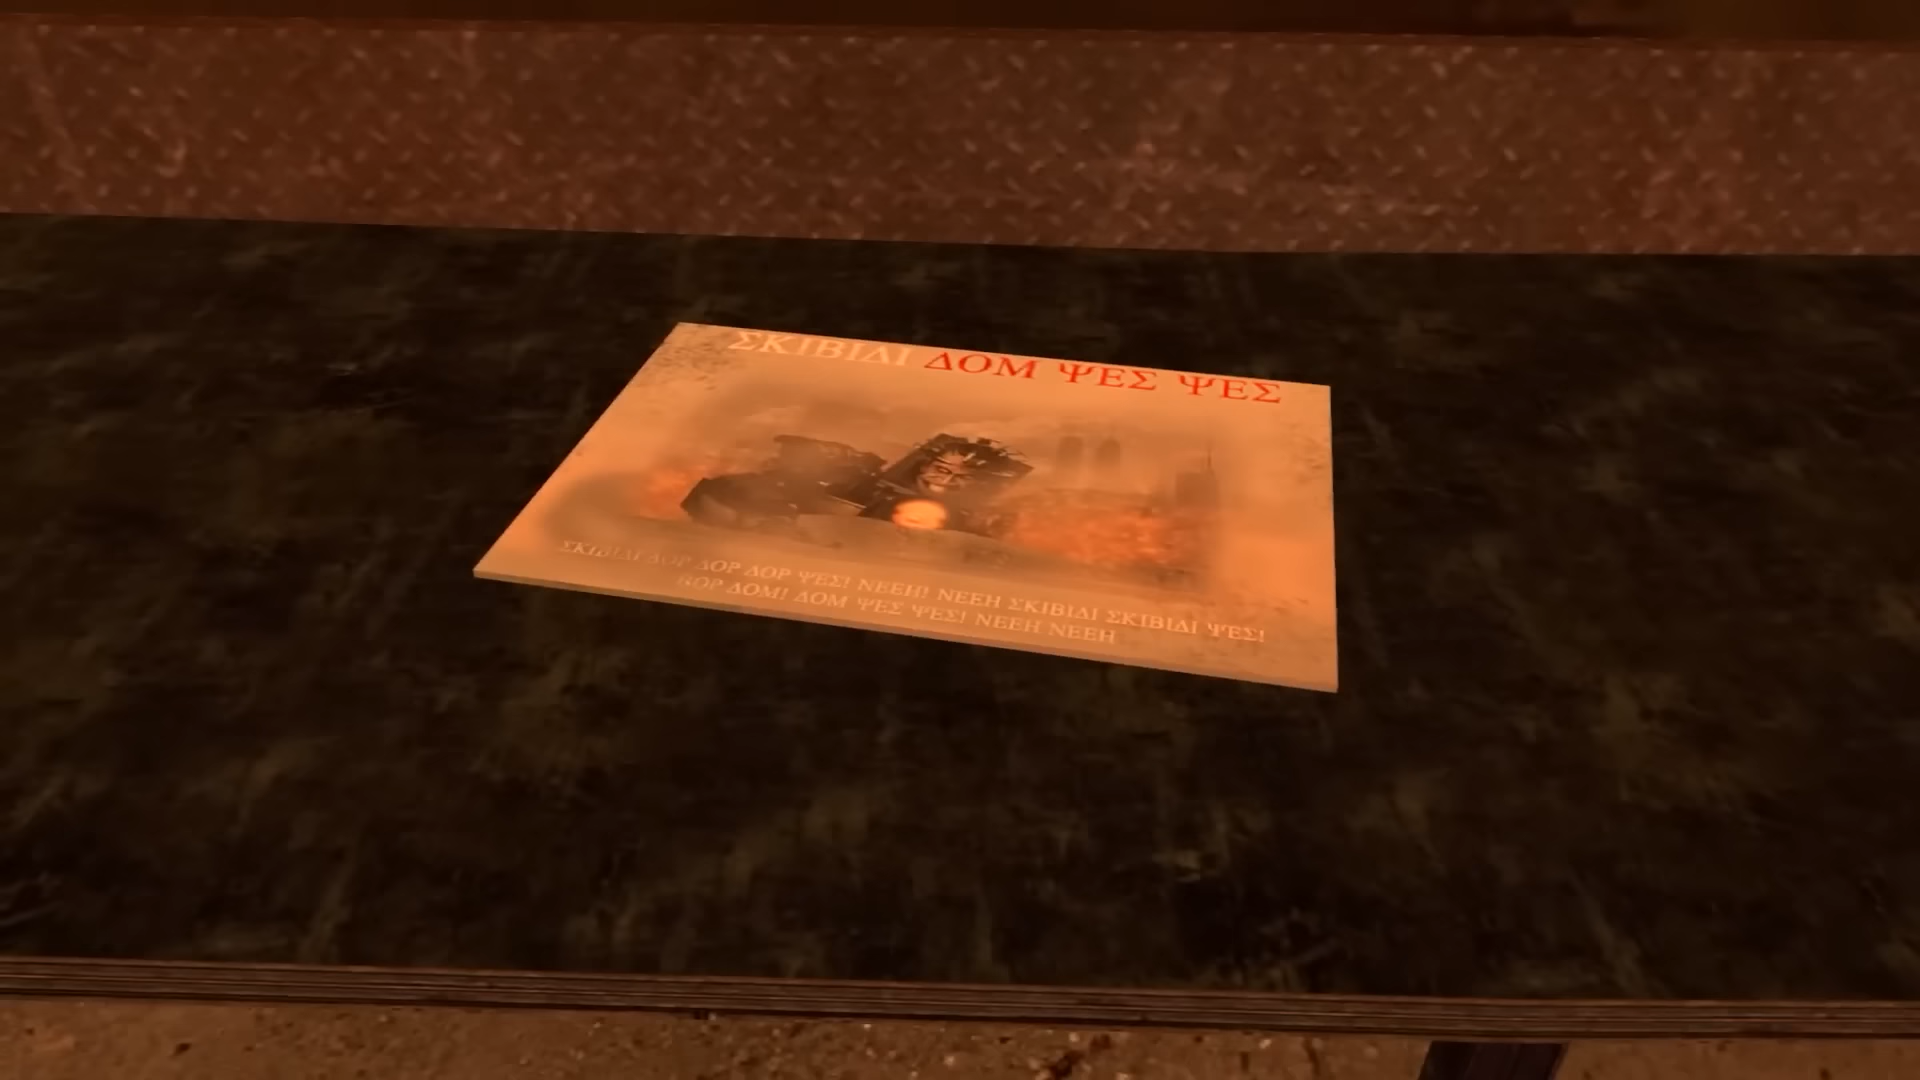 ΣΚΙΒΙΔΙ ΔΟΜ ΨΕΣ ΨΕΣ
ΣΚΙΒΙΔΙ ΔΟΡ ΔΟΡ ΔΟΡ ΨΕΣ! ΝΕΕΗ! ΝΕΕΗ ΣΚΙΒΙΔΙ ΣΚΙΒΙΔΙ ΨΕΣ!
ΔΟΜ! ΔΟΜ ΨΕΣ ΨΕΣ! ΝΕΕΗ ΝΕΕΗ